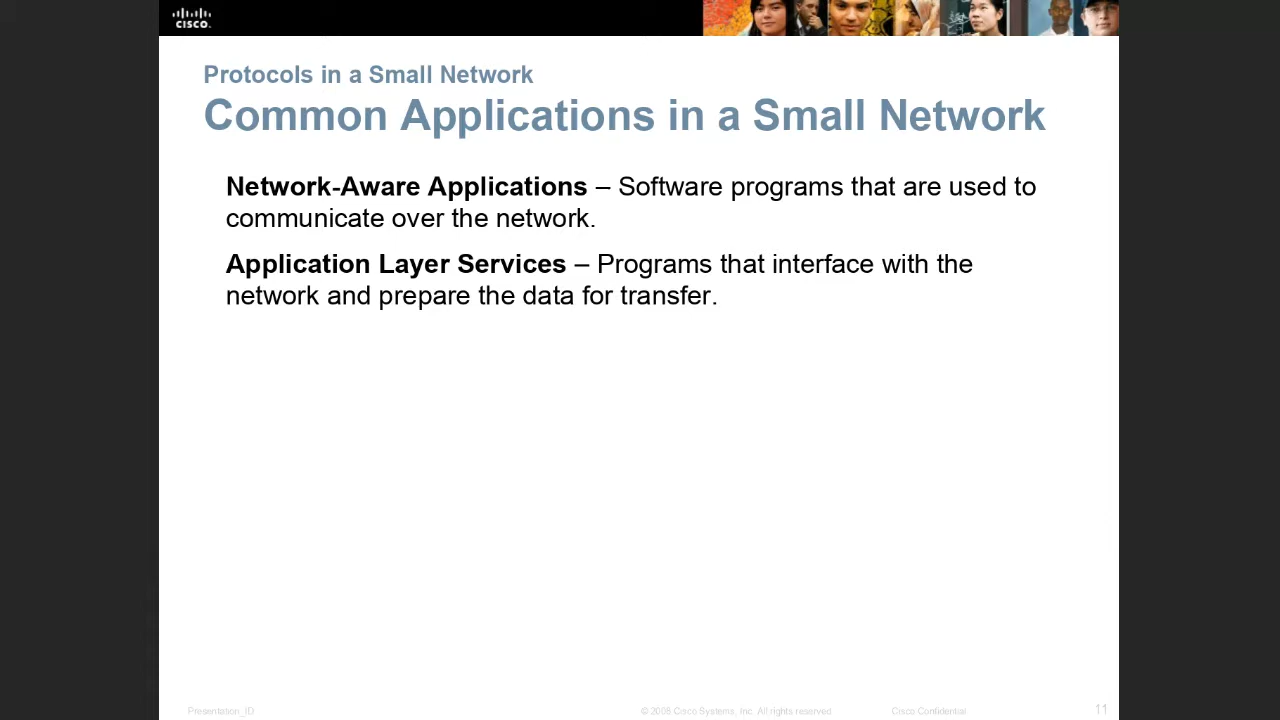 CISCO.
Protocols in a Small Network
Common Applications in a Small Network
Network-Aware Applications – Software programs that are used to
communicate over the network.
Application Layer Services – Programs that interface with the
network and prepare the data for transfer.
Presentation_ID
© 2008 Cisco Systems, Inc. All rights reserved.
Cisco Confidential
11